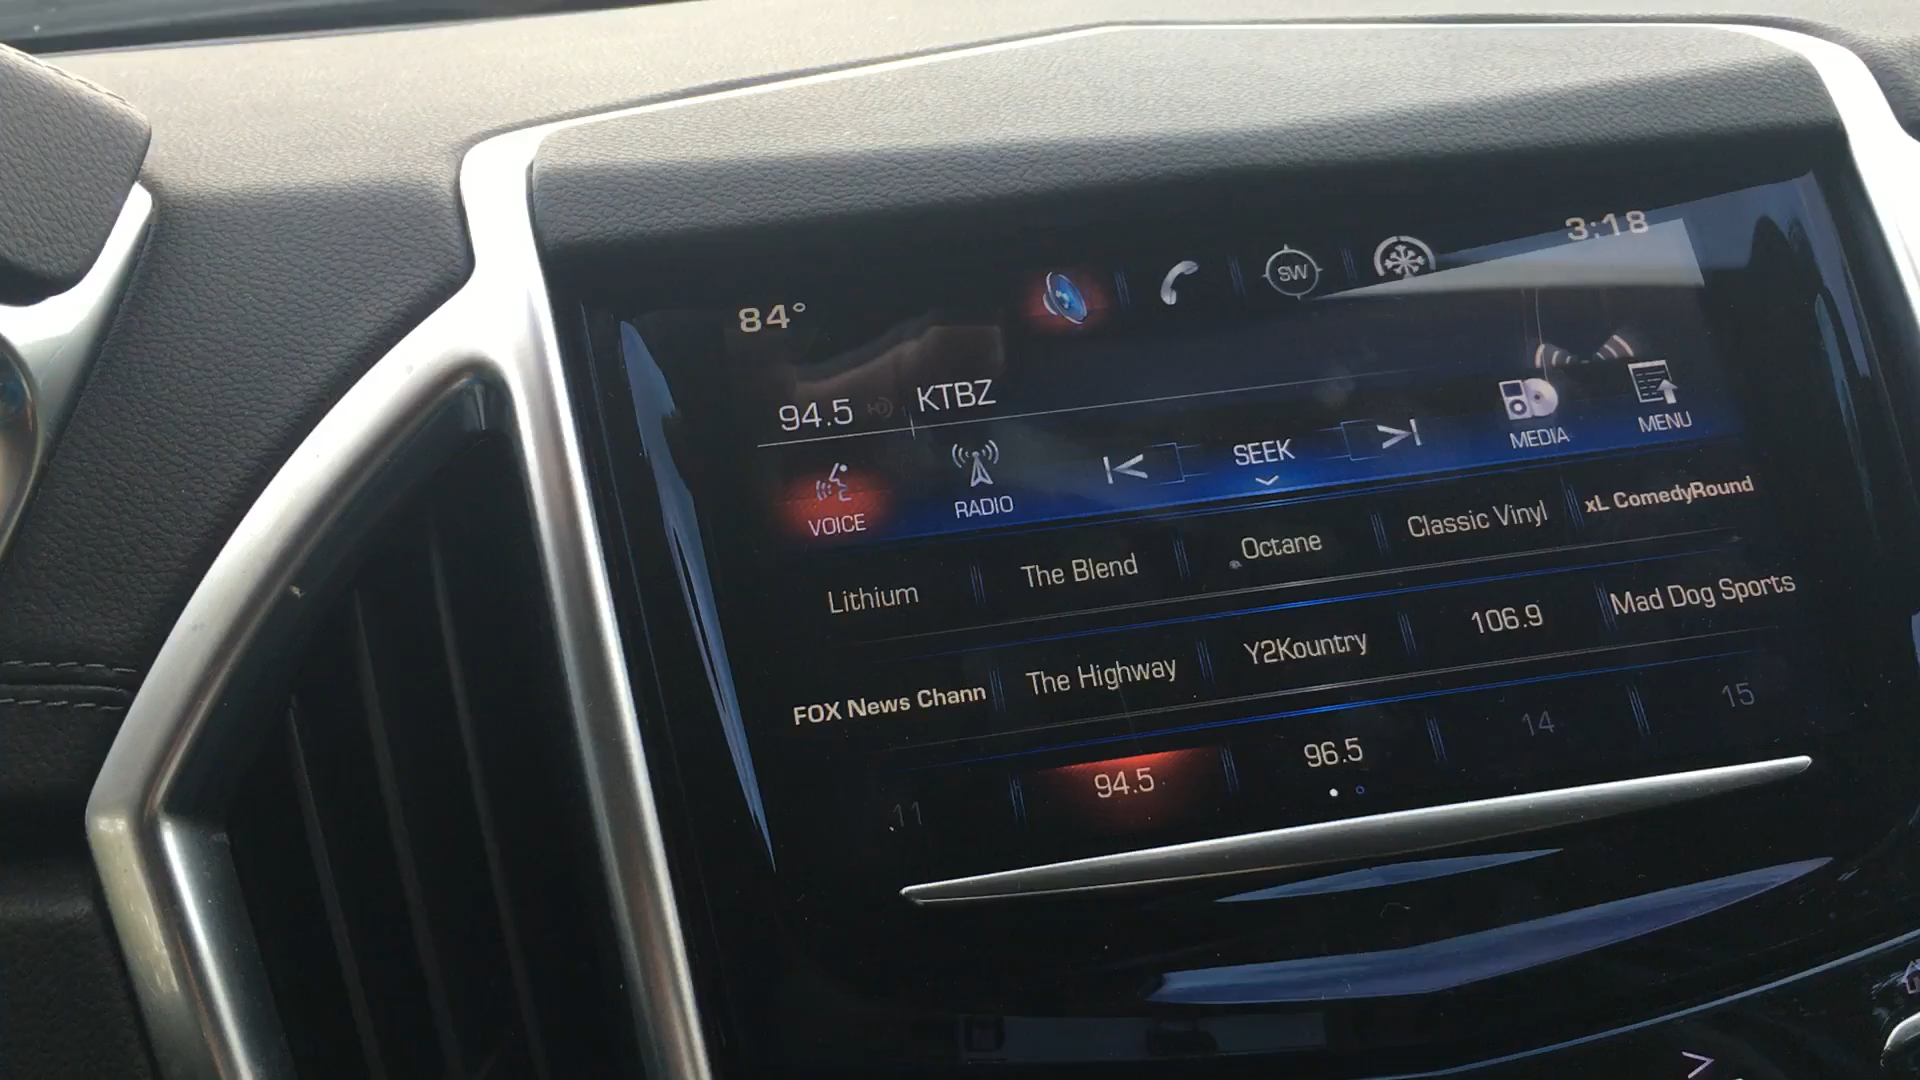 84° SW 3:18
94.5 HD KTBZ
VOICE RADIO SEEK MEDIA MENU
Lithium The Blend Octane Classic Vinyl xL ComedyRound
FOX News Chann The Highway Y2Kountry 106.9 Mad Dog Sports
11 94.5 96.5 14 15